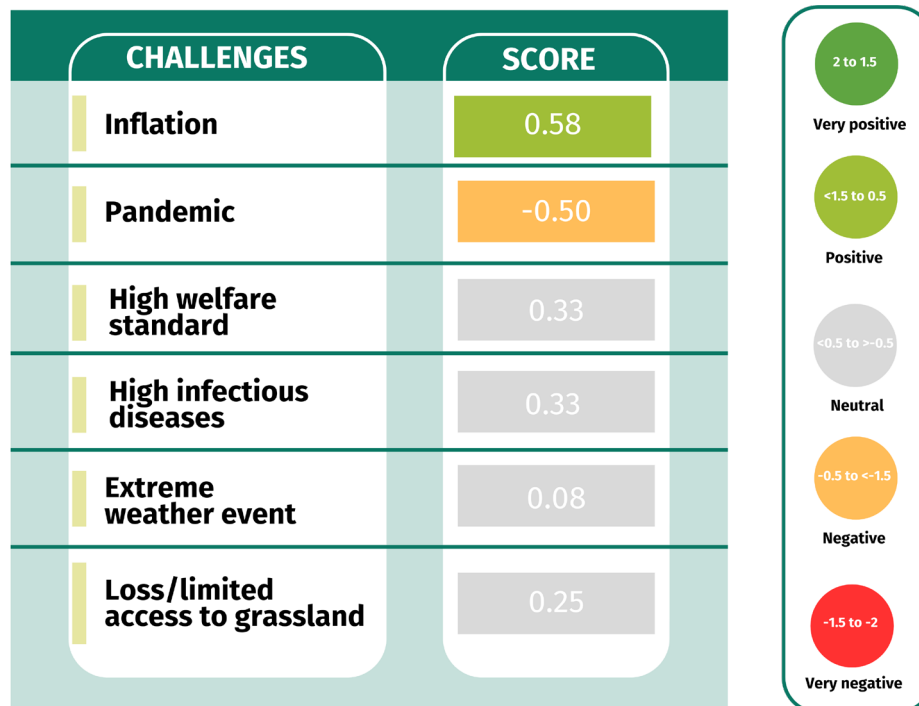 CHALLENGES SCORE
Inflation 0.58
Pandemic -0.50
High welfare
standard 0.33
High infectious
diseases 0.33
Extreme
weather event 0.08
Loss/limited
access to grassland 0.25
2 to 1.5
Very positive
<1.5 to 0.5
Positive
<0.5 to >-0.5
Neutral
-0.5 to <-1.5
Negative
-1.5 to -2
Very negative